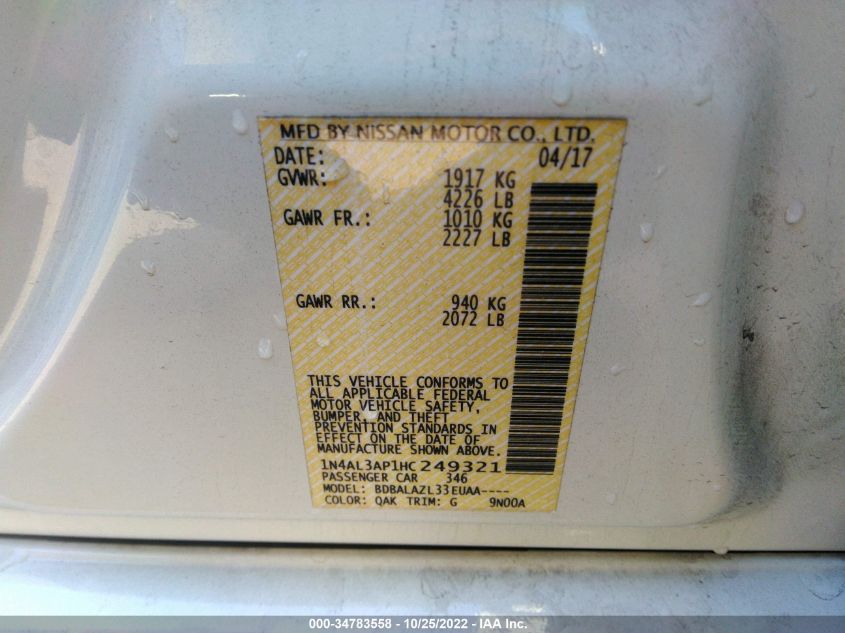 MFD BY NISSAN MOTOR CO., LTD.
DATE: 04/17
GVWR: 1917 KG
4226 LB
GAWR FR.: 1010 KG
2227 LB
GAWR RR.: 940 KG
2072 LB
THIS VEHICLE CONFORMS TO
ALL APPLICABLE FEDERAL
MOTOR VEHICLE SAFETY,
BUMPER, AND THEFT
PREVENTION STANDARDS IN
EFFECT ON THE DATE OF
MANUFACTURE SHOWN ABOVE.
1N4AL3AP1HC249321
PASSENGER CAR 346
MODEL: BDBALAZL33EUAA----
COLOR: QAK TRIM: G 9N00A
000-34783558 - 10/25/2022 - IAA Inc.